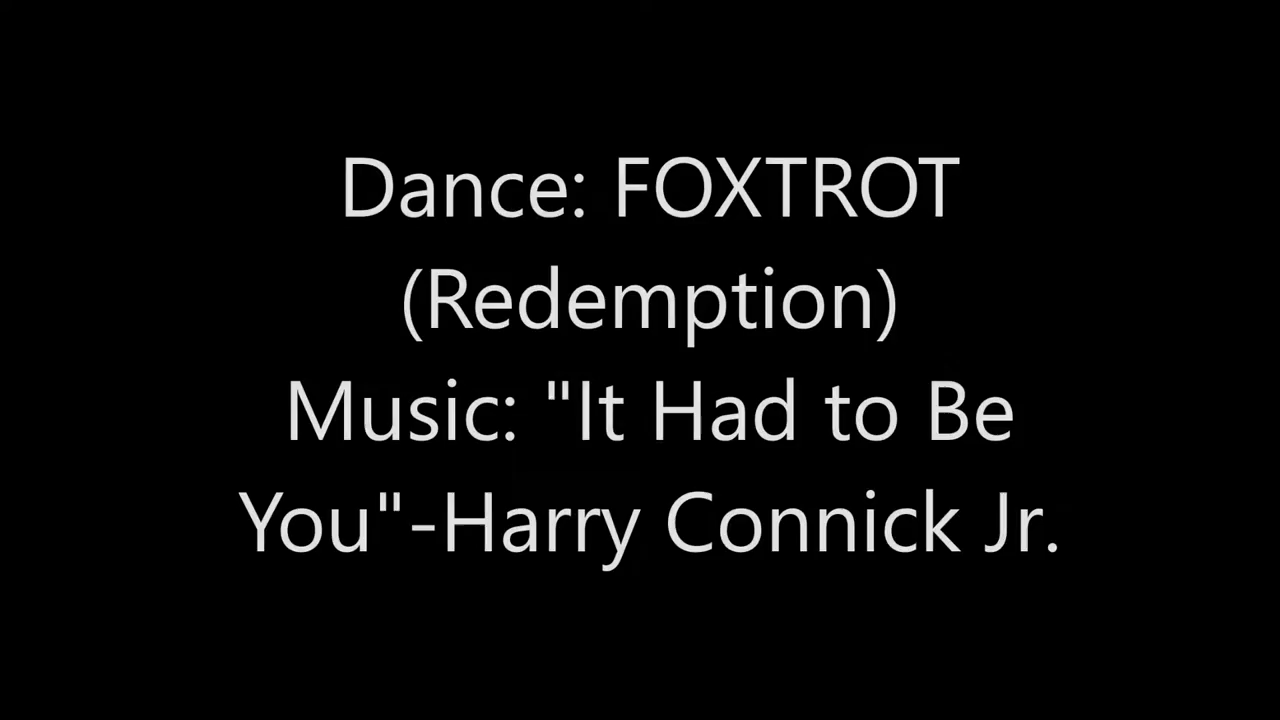 Dance: FOXTROT
(Redemption)
Music: "It Had to Be
You"-Harry Connick Jr.